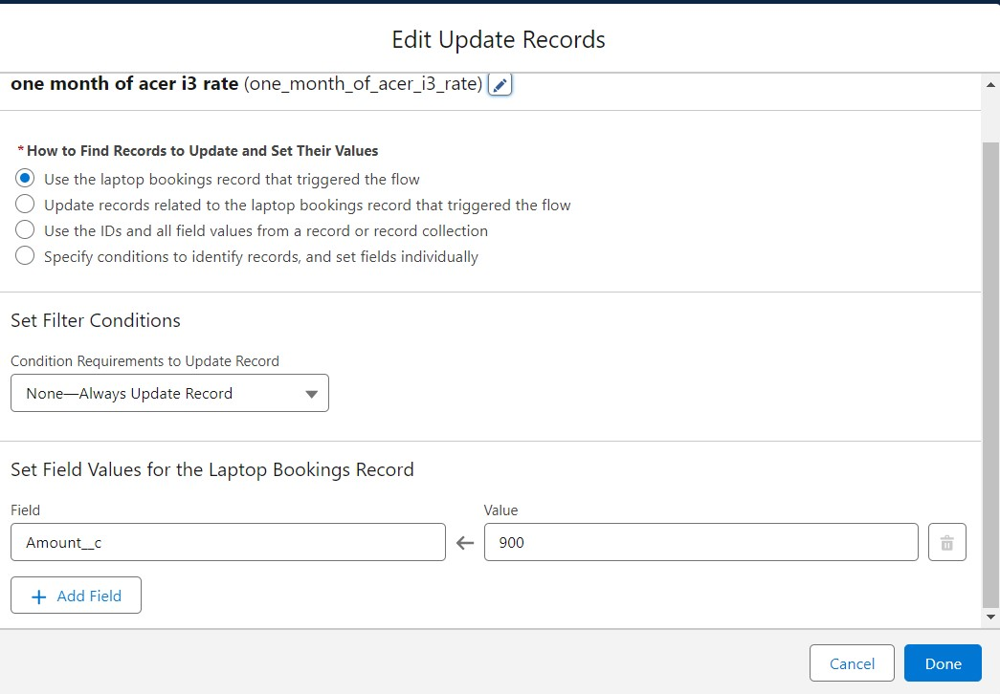 Edit Update Records
one month of acer i3 rate (one_month_of_acer_i3_rate)
* How to Find Records to Update and Set Their Values
Use the laptop bookings record that triggered the flow
Update records related to the laptop bookings record that triggered the flow
Use the IDs and all field values from a record or record collection
Specify conditions to identify records, and set fields individually
Set Filter Conditions
Condition Requirements to Update Record
None—Always Update Record
Set Field Values for the Laptop Bookings Record
Field Value
Amount__c 900
Add Field
Cancel Done